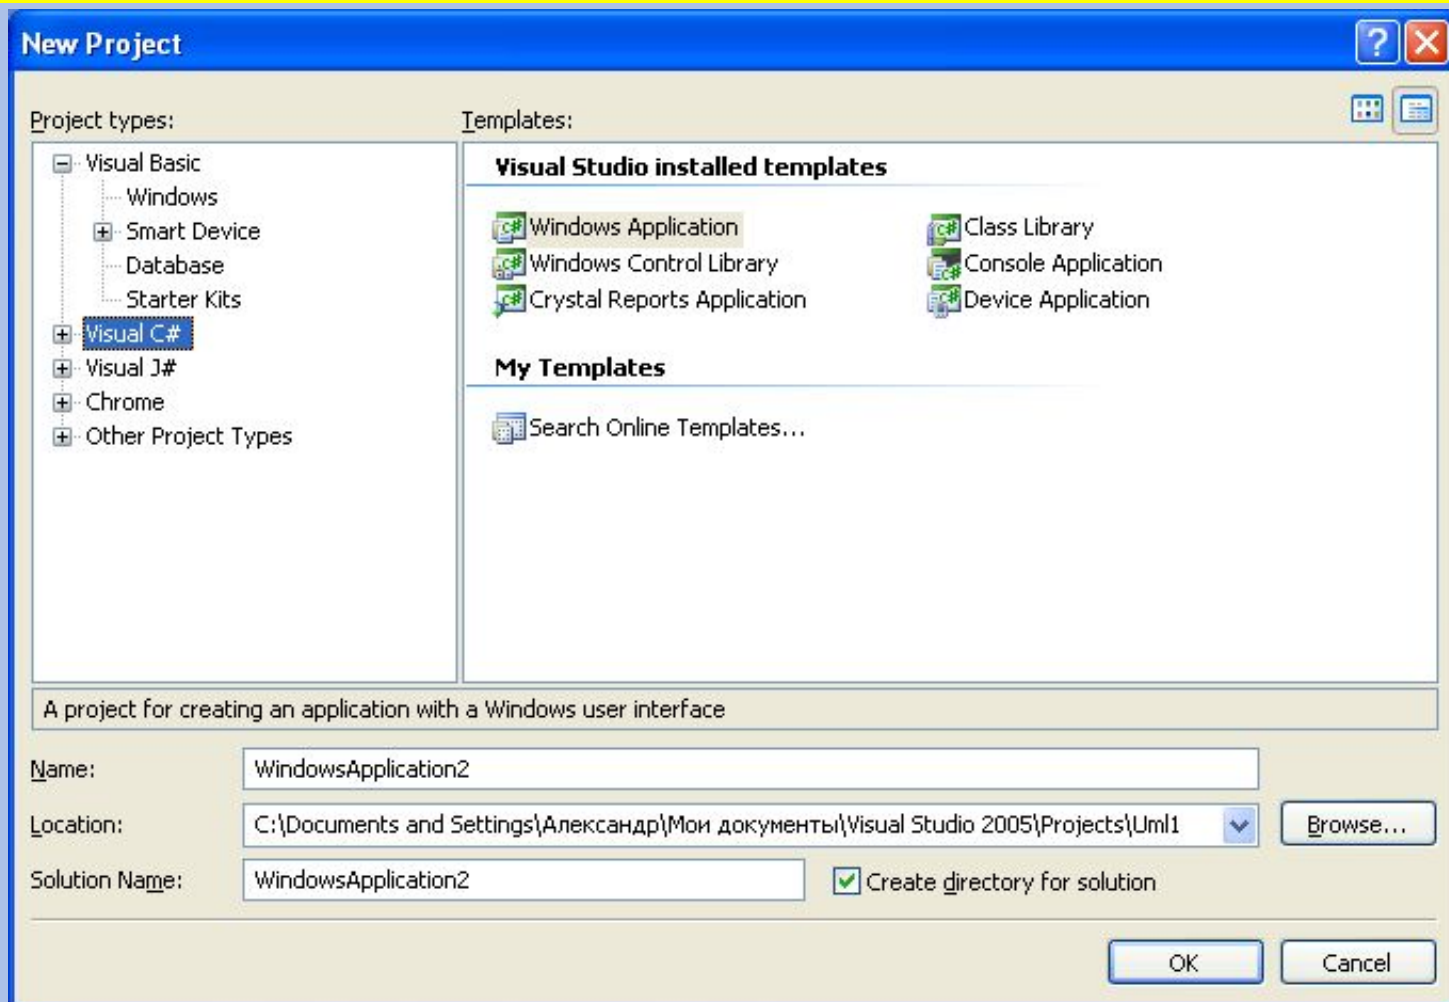 New Project
Project types:
Templates:
Visual Basic
Windows
Smart Device
Database
Starter Kits
Visual C#
Visual J#
Chrome
Other Project Types
Visual Studio installed templates
Windows Application
Class Library
Windows Control Library
Console Application
Crystal Reports Application
Device Application
My Templates
Search Online Templates...
A project for creating an application with a Windows user interface
Name:
WindowsApplication2
Location:
C:\Documents and Settings\Александр\Мои документы\Visual Studio 2005\Projects\Uml1
Browse...
Solution Name:
WindowsApplication2
Create directory for solution
OK
Cancel